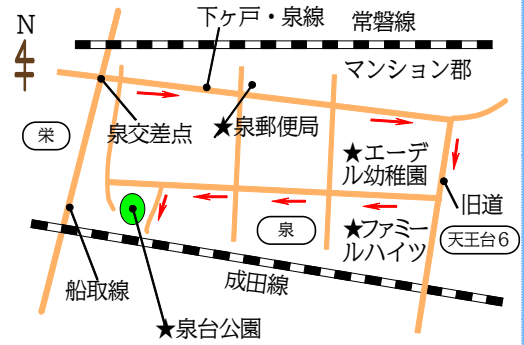 N
下ヶ戸・泉線
常磐線
マンション郡
泉交差点
★泉郵便局
栄
★エーデ
ル幼稚園
旧道
泉
★ファミー
ルハイツ
天王台6
船取線
成田線
★泉台公園